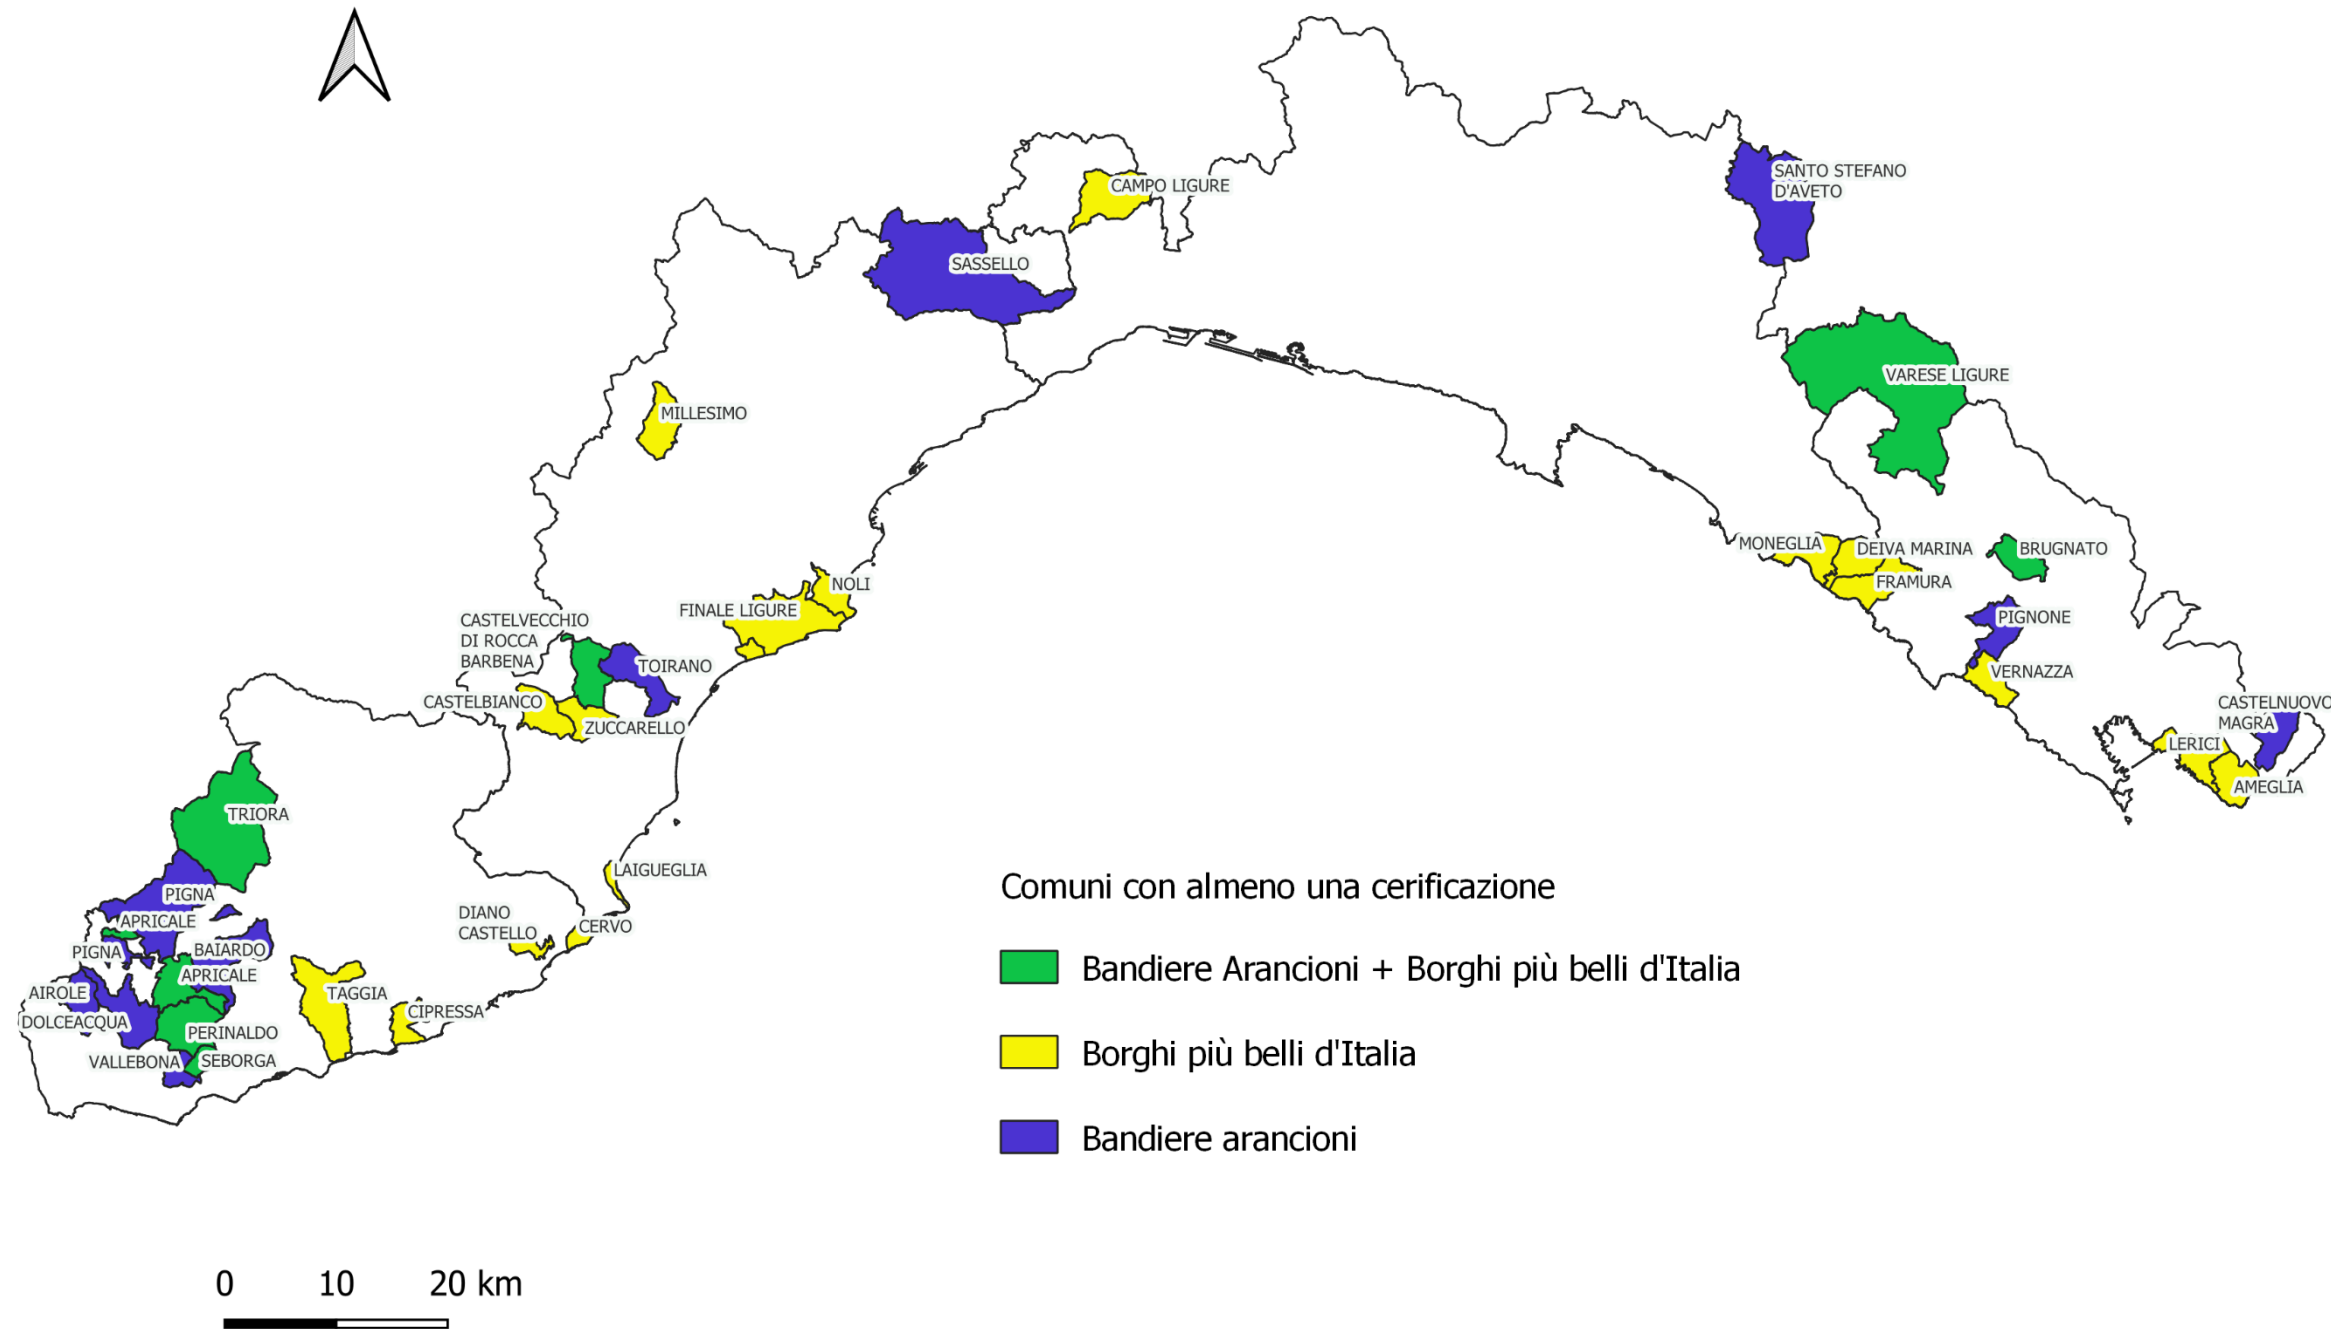 SANTO STEFANO
D'AVETO
CAMPO LIGURE
SASSELLO
VARESE LIGURE
MILLESIMO
MONEGLIA
DEIVA MARINA
BRUGNATO
FRAMURA
NOLI
FINALE LIGURE
PIGNONE
CASTELVECCHIO
DI ROCCA
BARBENA
TOIRANO
VERNAZZA
CASTELBIANCO
ZUCCARELLO
CASTELNUOVO
MAGRA
LERICI
AMEGLIA
TRIORA
LAIGUEGLIA
PIGNA
DIANO
CASTELLO
CERVO
APRICALE
PIGNA
BAIARDO
APRICALE
AIROLE
TAGGIA
CIPRESSA
DOLCEACQUA
PERINALDO
VALLEBONA
SEBORGA
Comuni con almeno una cerificazione
Bandiere Arancioni + Borghi più belli d'Italia
Borghi più belli d'Italia
Bandiere arancioni
0 10 20 km